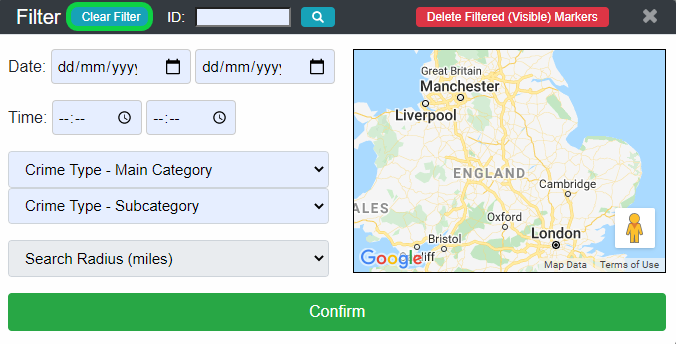 Filter Clear Filter ID: Delete Filtered (Visible) Markers ✖
Date: dd/mm/yyyy dd/mm/yyyy
Time: --:-- --:--
Crime Type - Main Category
Crime Type - Subcategory
Search Radius (miles)
Great Britain
Manchester
Liverpool
ENGLAND
Cambridge
ALES
Oxford
London
Bristol
diff
Google
Map Data Terms of Use
Confirm